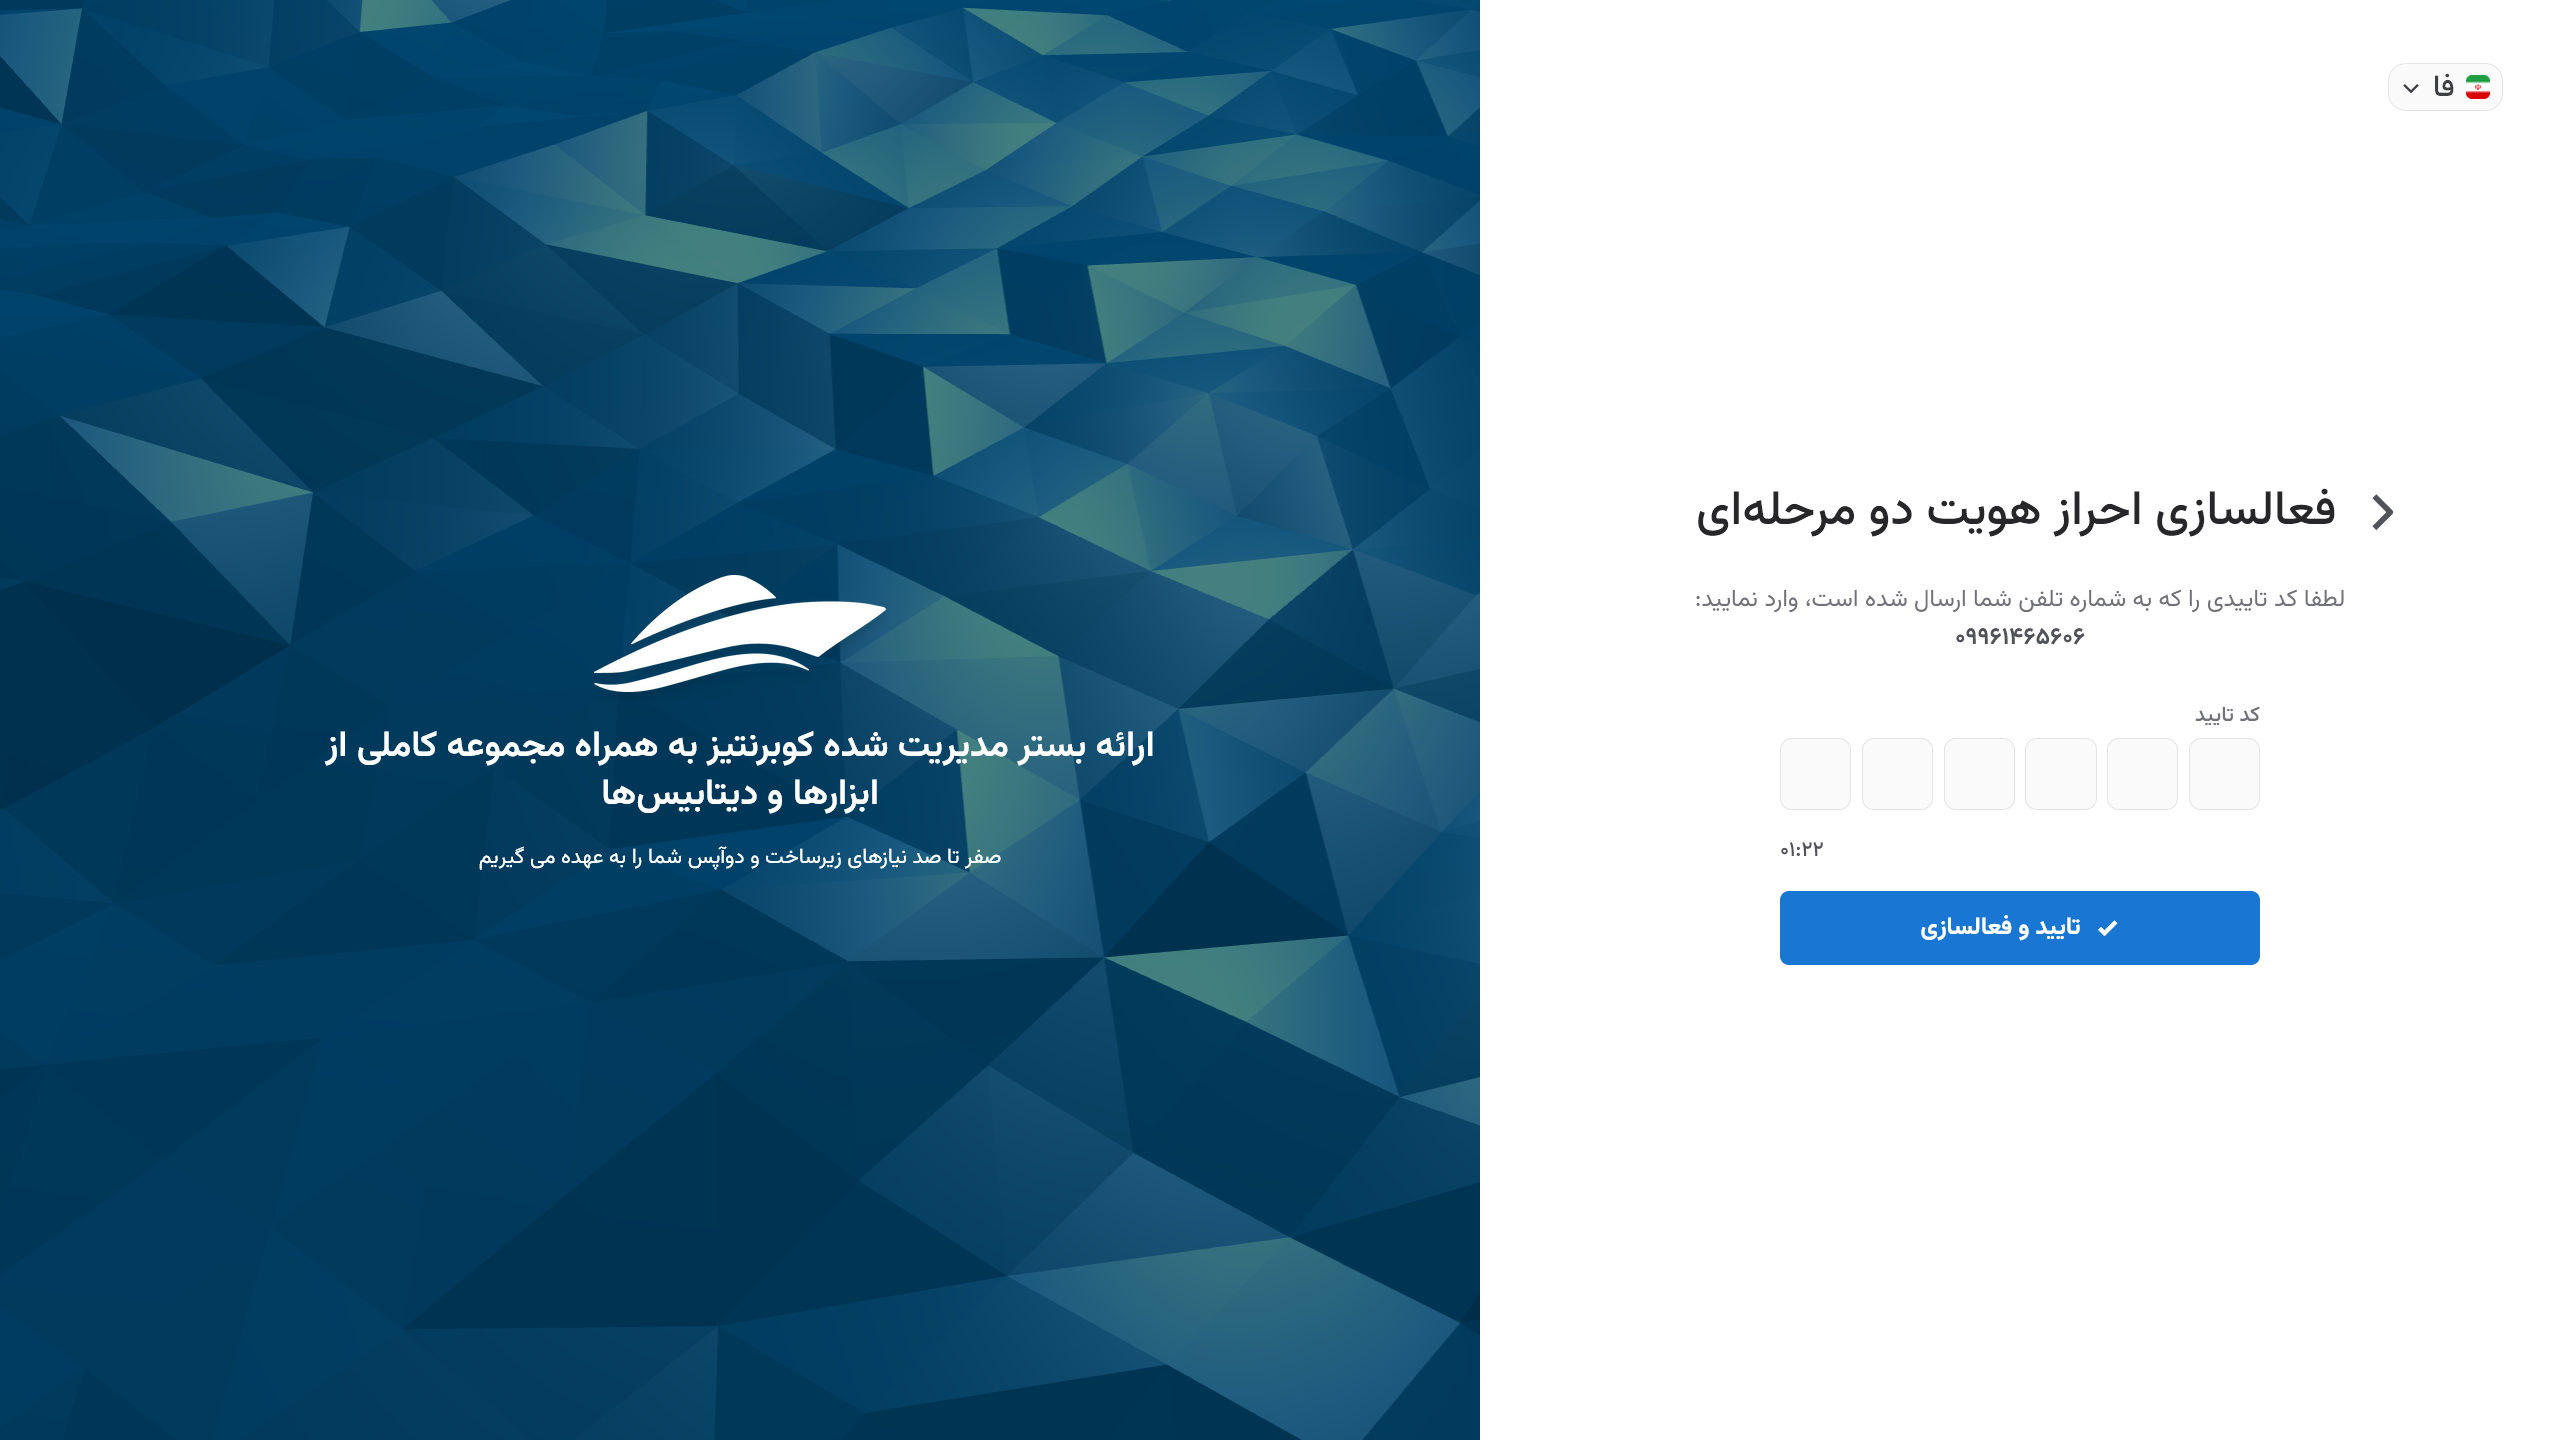 فا
فعالسازی احراز هویت دو مرحله‌ای
لطفا کد تاییدی را که به شماره تلفن شما ارسال شده است، وارد نمایید:
۰۹۹۶۱۴۶۵۶۰۶
کد تایید
۰۱:۲۲
تایید و فعالسازی
ارائه بستر مدیریت شده کوبرنتیز به همراه مجموعه کاملی از
ابزارها و دیتابیس‌ها
صفر تا صد نیازهای زیرساخت و دوآپس شما را به عهده می گیریم